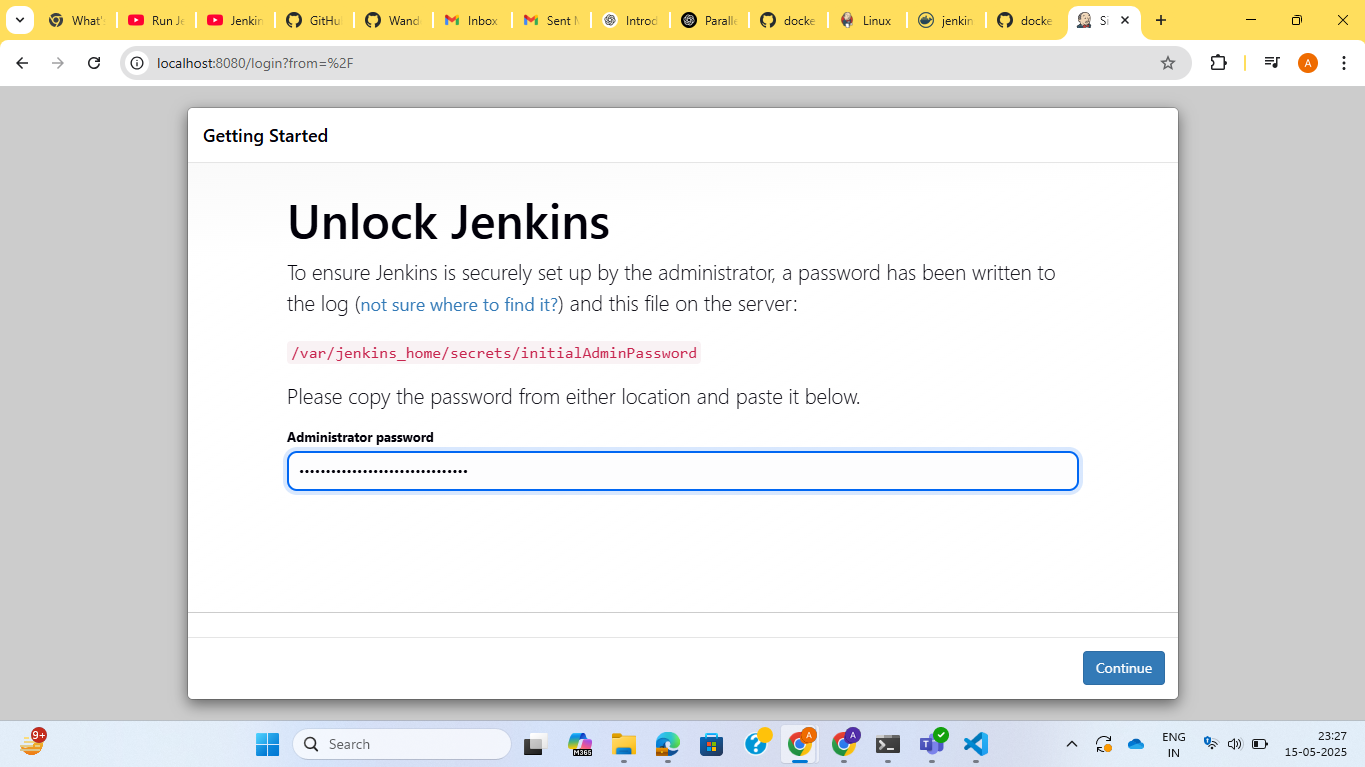 What's
Run Je
Jenkin
GitHu
Wand
Inbox
Sent M
Introd
Paralle
docke
Linux
jenkin
docke
Si
localhost:8080/login?from=%2F
A
Getting Started
Unlock Jenkins
To ensure Jenkins is securely set up by the administrator, a password has been written to
the log (not sure where to find it?) and this file on the server:
/var/jenkins_home/secrets/initialAdminPassword
Please copy the password from either location and paste it below.
Administrator password
Continue
9+
Search
M365
A
A
ENG
IN
23:27
15-05-2025